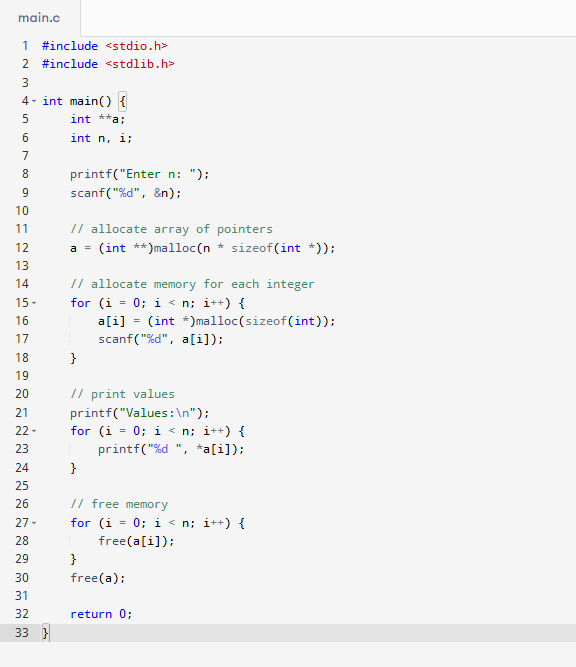 main.c
1 #include <stdio.h>
2 #include <stdlib.h>
3
4 int main() {
5     int **a;
6     int n, i;
7
8     printf("Enter n: ");
9     scanf("%d", &n);
10
11     // allocate array of pointers
12     a = (int **)malloc(n * sizeof(int *));
13
14     // allocate memory for each integer
15     for (i = 0; i < n; i++) {
16         a[i] = (int *)malloc(sizeof(int));
17         scanf("%d", a[i]);
18     }
19
20     // print values
21     printf("Values:\n");
22     for (i = 0; i < n; i++) {
23         printf("%d ", *a[i]);
24     }
25
26     // free memory
27     for (i = 0; i < n; i++) {
28         free(a[i]);
29     }
30     free(a);
31
32     return 0;
33 }